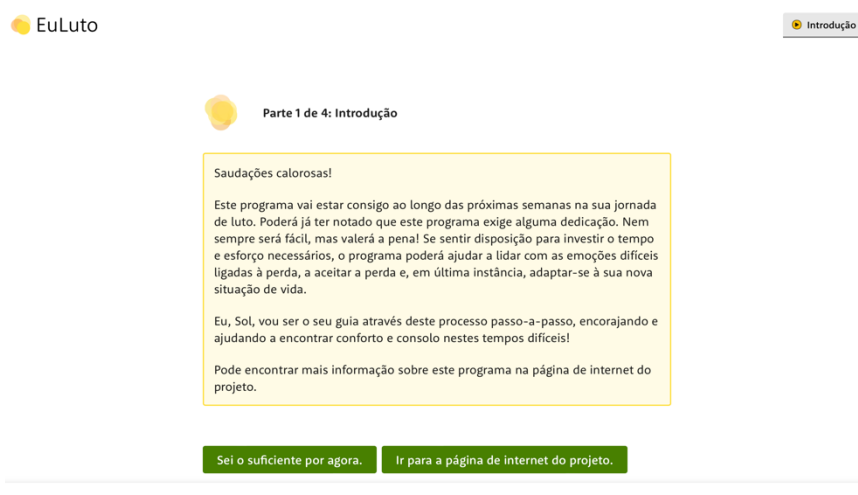 EuLuto
Introdução
Parte 1 de 4: Introdução
Saudações calorosas!
Este programa vai estar consigo ao longo das próximas semanas na sua jornada
de luto. Poderá já ter notado que este programa exige alguma dedicação. Nem
sempre será fácil, mas valerá a pena! Se sentir disposição para investir o tempo
e esforço necessários, o programa poderá ajudar a lidar com as emoções difíceis
ligadas à perda, a aceitar a perda e, em última instância, adaptar-se à sua nova
situação de vida.
Eu, Sol, vou ser o seu guia através deste processo passo-a-passo, encorajando e
ajudando a encontrar conforto e consolo nestes tempos difíceis!
Pode encontrar mais informação sobre este programa na página de internet do
projeto.
Sei o suficiente por agora.
Ir para a página de internet do projeto.